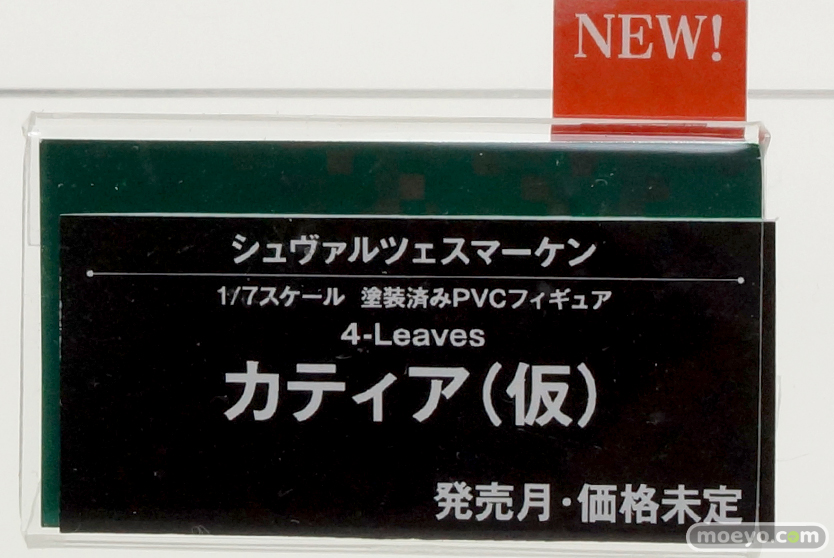 NEW!
シュヴァルツェスマーケン
1/7スケール 塗装済みPVCフィギュア
4-Leaves
カティア(仮)
発売月・価格未定
moeyo.com